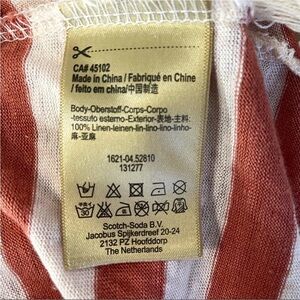 CA# 45102
Made in China / Fabriqué en Chine
/ feito em china/中国制造
Body-Oberstoff-Corps-Corpo
-tessuto esterno-Exterior-表地-主料:
100% Linen-leinen-lin-lino-lino-linho-
麻-亚麻
1621-04.52810
131277
Scotch-Soda B.V.
Jacobus Spijkerdreef 20-24
2132 PZ Hoofddorp
The Netherlands